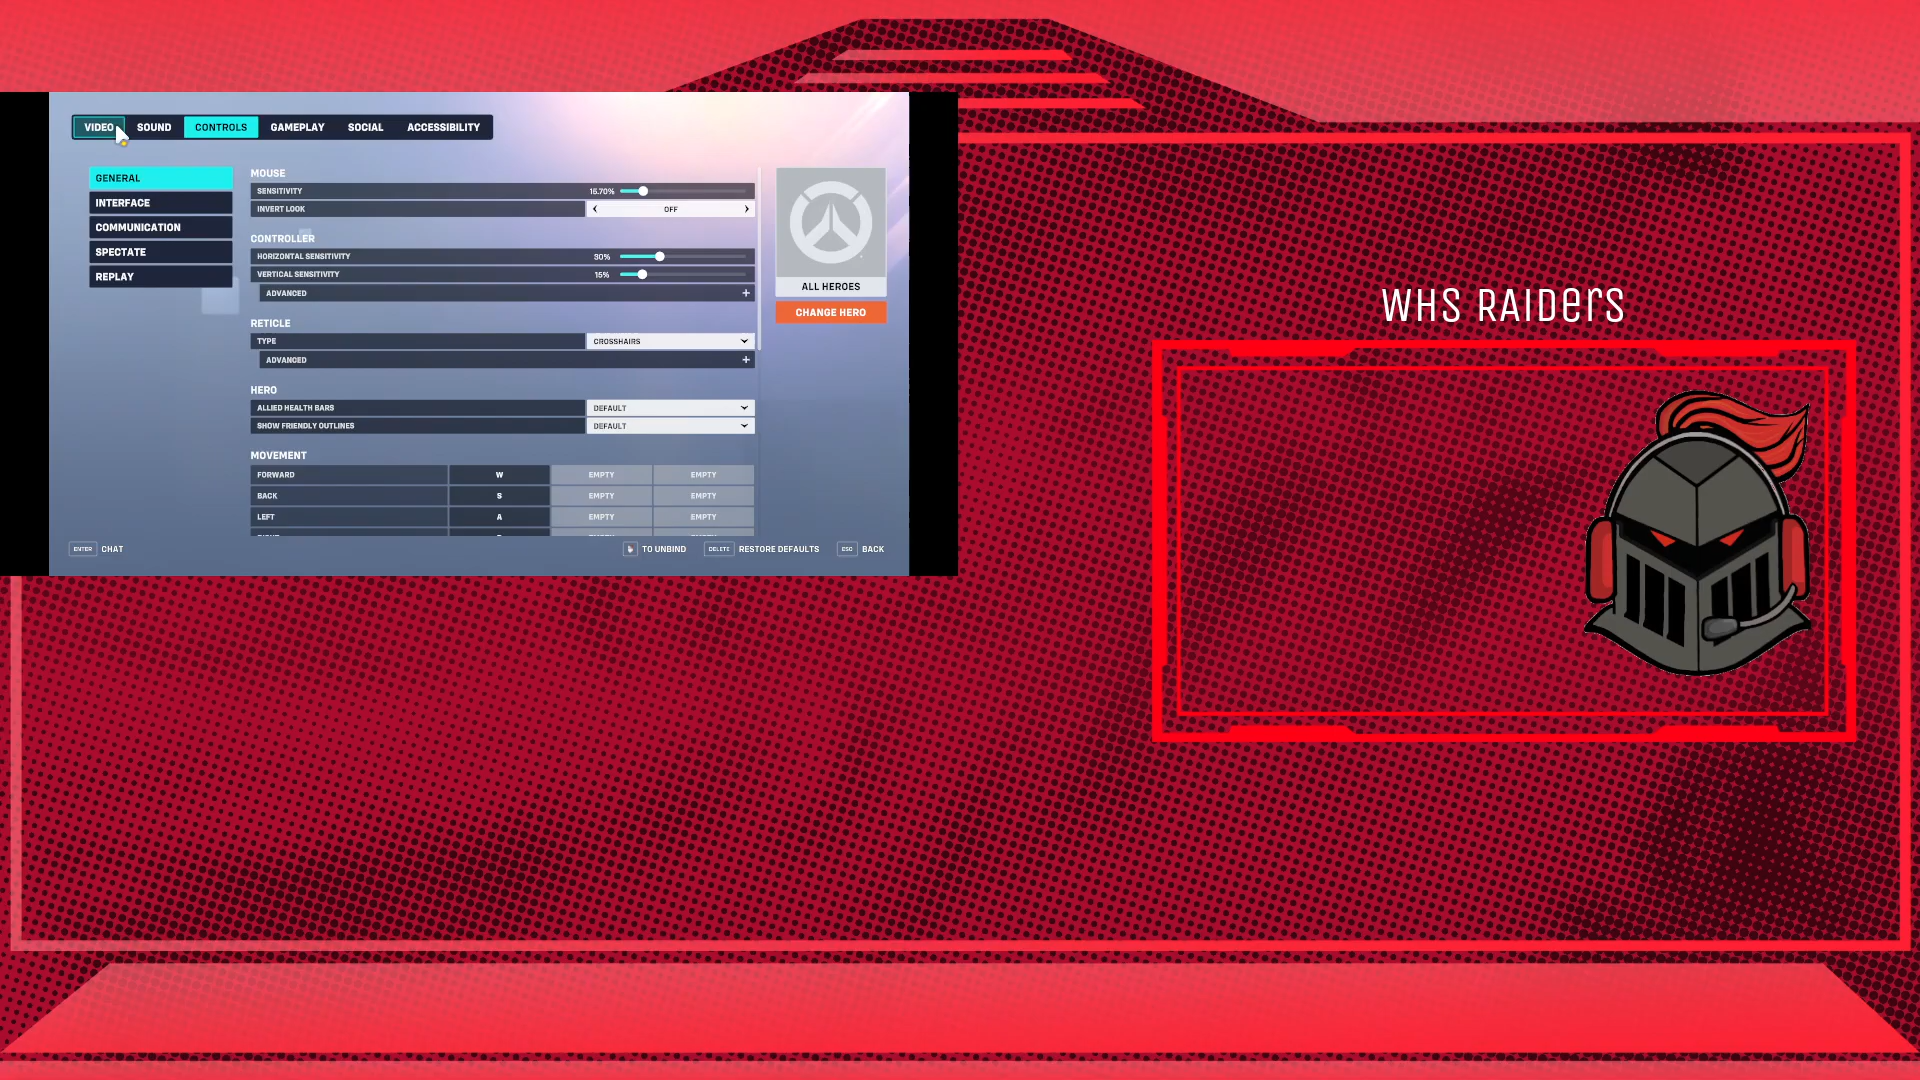 VIDEO SOUND CONTROLS GAMEPLAY SOCIAL ACCESSIBILITY
GENERAL
INTERFACE
COMMUNICATION
SPECTATE
REPLAY
MOUSE
SENSITIVITY 15.70%
INVERT LOOK OFF
CONTROLLER
HORIZONTAL SENSITIVITY 30%
VERTICAL SENSITIVITY 15%
ADVANCED +
RETICLE
TYPE CROSSHAIRS
ADVANCED +
HERO
ALLIED HEALTH BARS DEFAULT
SHOW FRIENDLY OUTLINES DEFAULT
MOVEMENT
FORWARD W EMPTY EMPTY
BACK S EMPTY EMPTY
LEFT A EMPTY EMPTY
ALL HEROES
CHANGE HERO
ENTER CHAT
TO UNBIND DELETE RESTORE DEFAULTS ESC BACK
WHS RAIDERS